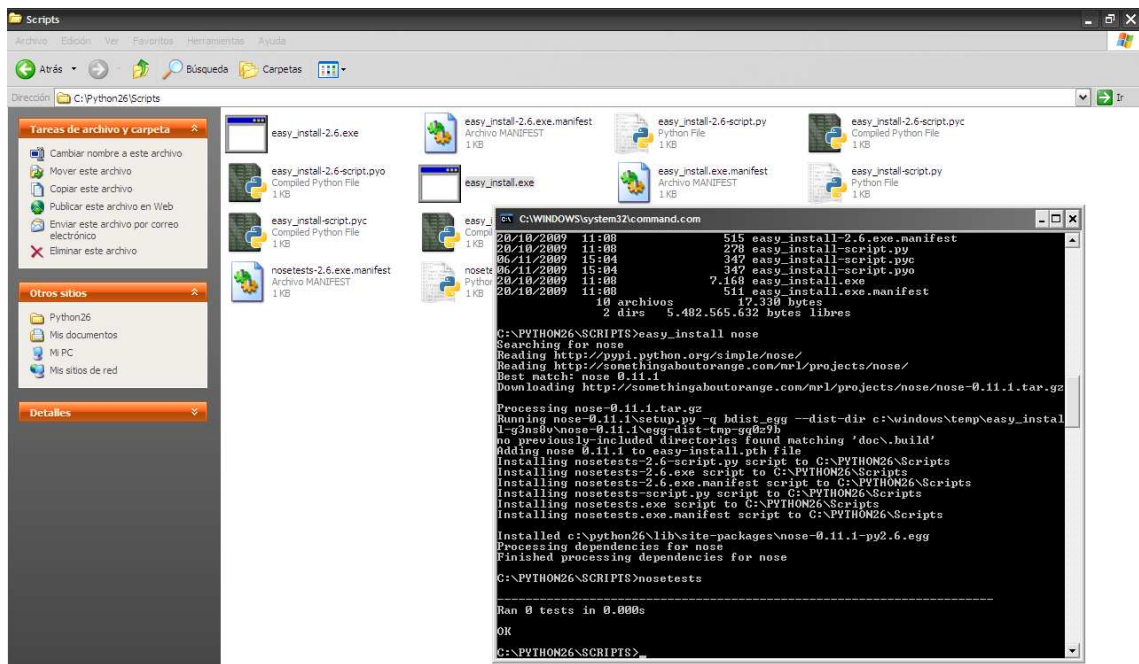 Scripts
Archivo Edición Ver Favoritos Herramientas Ayuda
Atrás Búsqueda Carpetas
Dirección C:\Python26\Scripts Ir
Tareas de archivo y carpeta
Cambiar nombre a este archivo
Mover este archivo
Copiar este archivo
Publicar este archivo en Web
Enviar este archivo por correo
electrónico
Eliminar este archivo
Otros sitios
Python26
Mis documentos
Mi PC
Mis sitios de red
Detalles
easy_install-2.6.exe
easy_install-2.6.exe.manifest
Archivo MANIFEST
1 KB
easy_install-2.6-script.py
Python File
1 KB
easy_install-2.6-script.pyc
Compiled Python File
1 KB
easy_install-2.6-script.pyo
Compiled Python File
1 KB
easy_install.exe
easy_install.exe.manifest
Archivo MANIFEST
1 KB
easy_install-script.py
Python File
1 KB
easy_install-script.pyc
Compiled Python File
1 KB
easy_i
Compil
1 KB
nosetests-2.6.exe.manifest
Archivo MANIFEST
1 KB
nosete
Python
1 KB
C:\WINDOWS\system32\command.com
20/10/2009 11:08 515 easy_install-2.6.exe.manifest
20/10/2009 11:08 278 easy_install-script.py
06/11/2009 15:04 347 easy_install-script.pyc
06/11/2009 15:04 347 easy_install-script.pyo
20/10/2009 11:08 7.168 easy_install.exe
20/10/2009 11:08 511 easy_install.exe.manifest
10 archivos 17.330 bytes
2 dirs 5.482.565.632 bytes libres
C:\PYTHON26\SCRIPTS>easy_install nose
Searching for nose
Reading http://pypi.python.org/simple/nose/
Reading http://somethingaboutorange.com/mrl/projects/nose/
Best match: nose 0.11.1
Downloading http://somethingaboutorange.com/mrl/projects/nose/nose-0.11.1.tar.gz
Processing nose-0.11.1.tar.gz
Running nose-0.11.1\setup.py -q bdist_egg --dist-dir c:\windows\temp\easy_instal
l-g3ns8v\nose-0.11.1\egg-dist-tmp-gq0z9b
no previously-included directories found matching 'doc\.build'
Adding nose 0.11.1 to easy-install.pth file
Installing nosetests-2.6-script.py script to C:\PYTHON26\Scripts
Installing nosetests-2.6.exe script to C:\PYTHON26\Scripts
Installing nosetests-2.6.exe.manifest script to C:\PYTHON26\Scripts
Installing nosetests-script.py script to C:\PYTHON26\Scripts
Installing nosetests.exe script to C:\PYTHON26\Scripts
Installing nosetests.exe.manifest script to C:\PYTHON26\Scripts
Installed c:\python26\lib\site-packages\nose-0.11.1-py2.6.egg
Processing dependencies for nose
Finished processing dependencies for nose
C:\PYTHON26\SCRIPTS>nosetests
----------------------------------------------------------------------
Ran 0 tests in 0.000s
OK
C:\PYTHON26\SCRIPTS>_